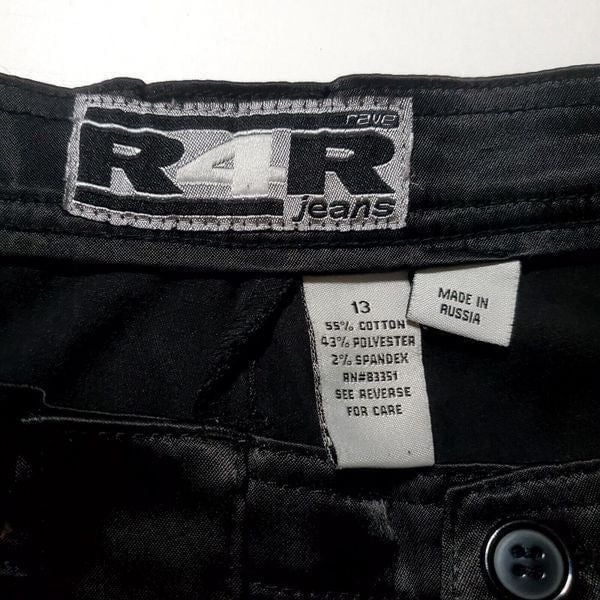 rave
R4R
jeans
13
55% COTTON
43% POLYESTER
2% SPANDEX
RN#83351
SEE REVERSE
FOR CARE
MADE IN
RUSSIA